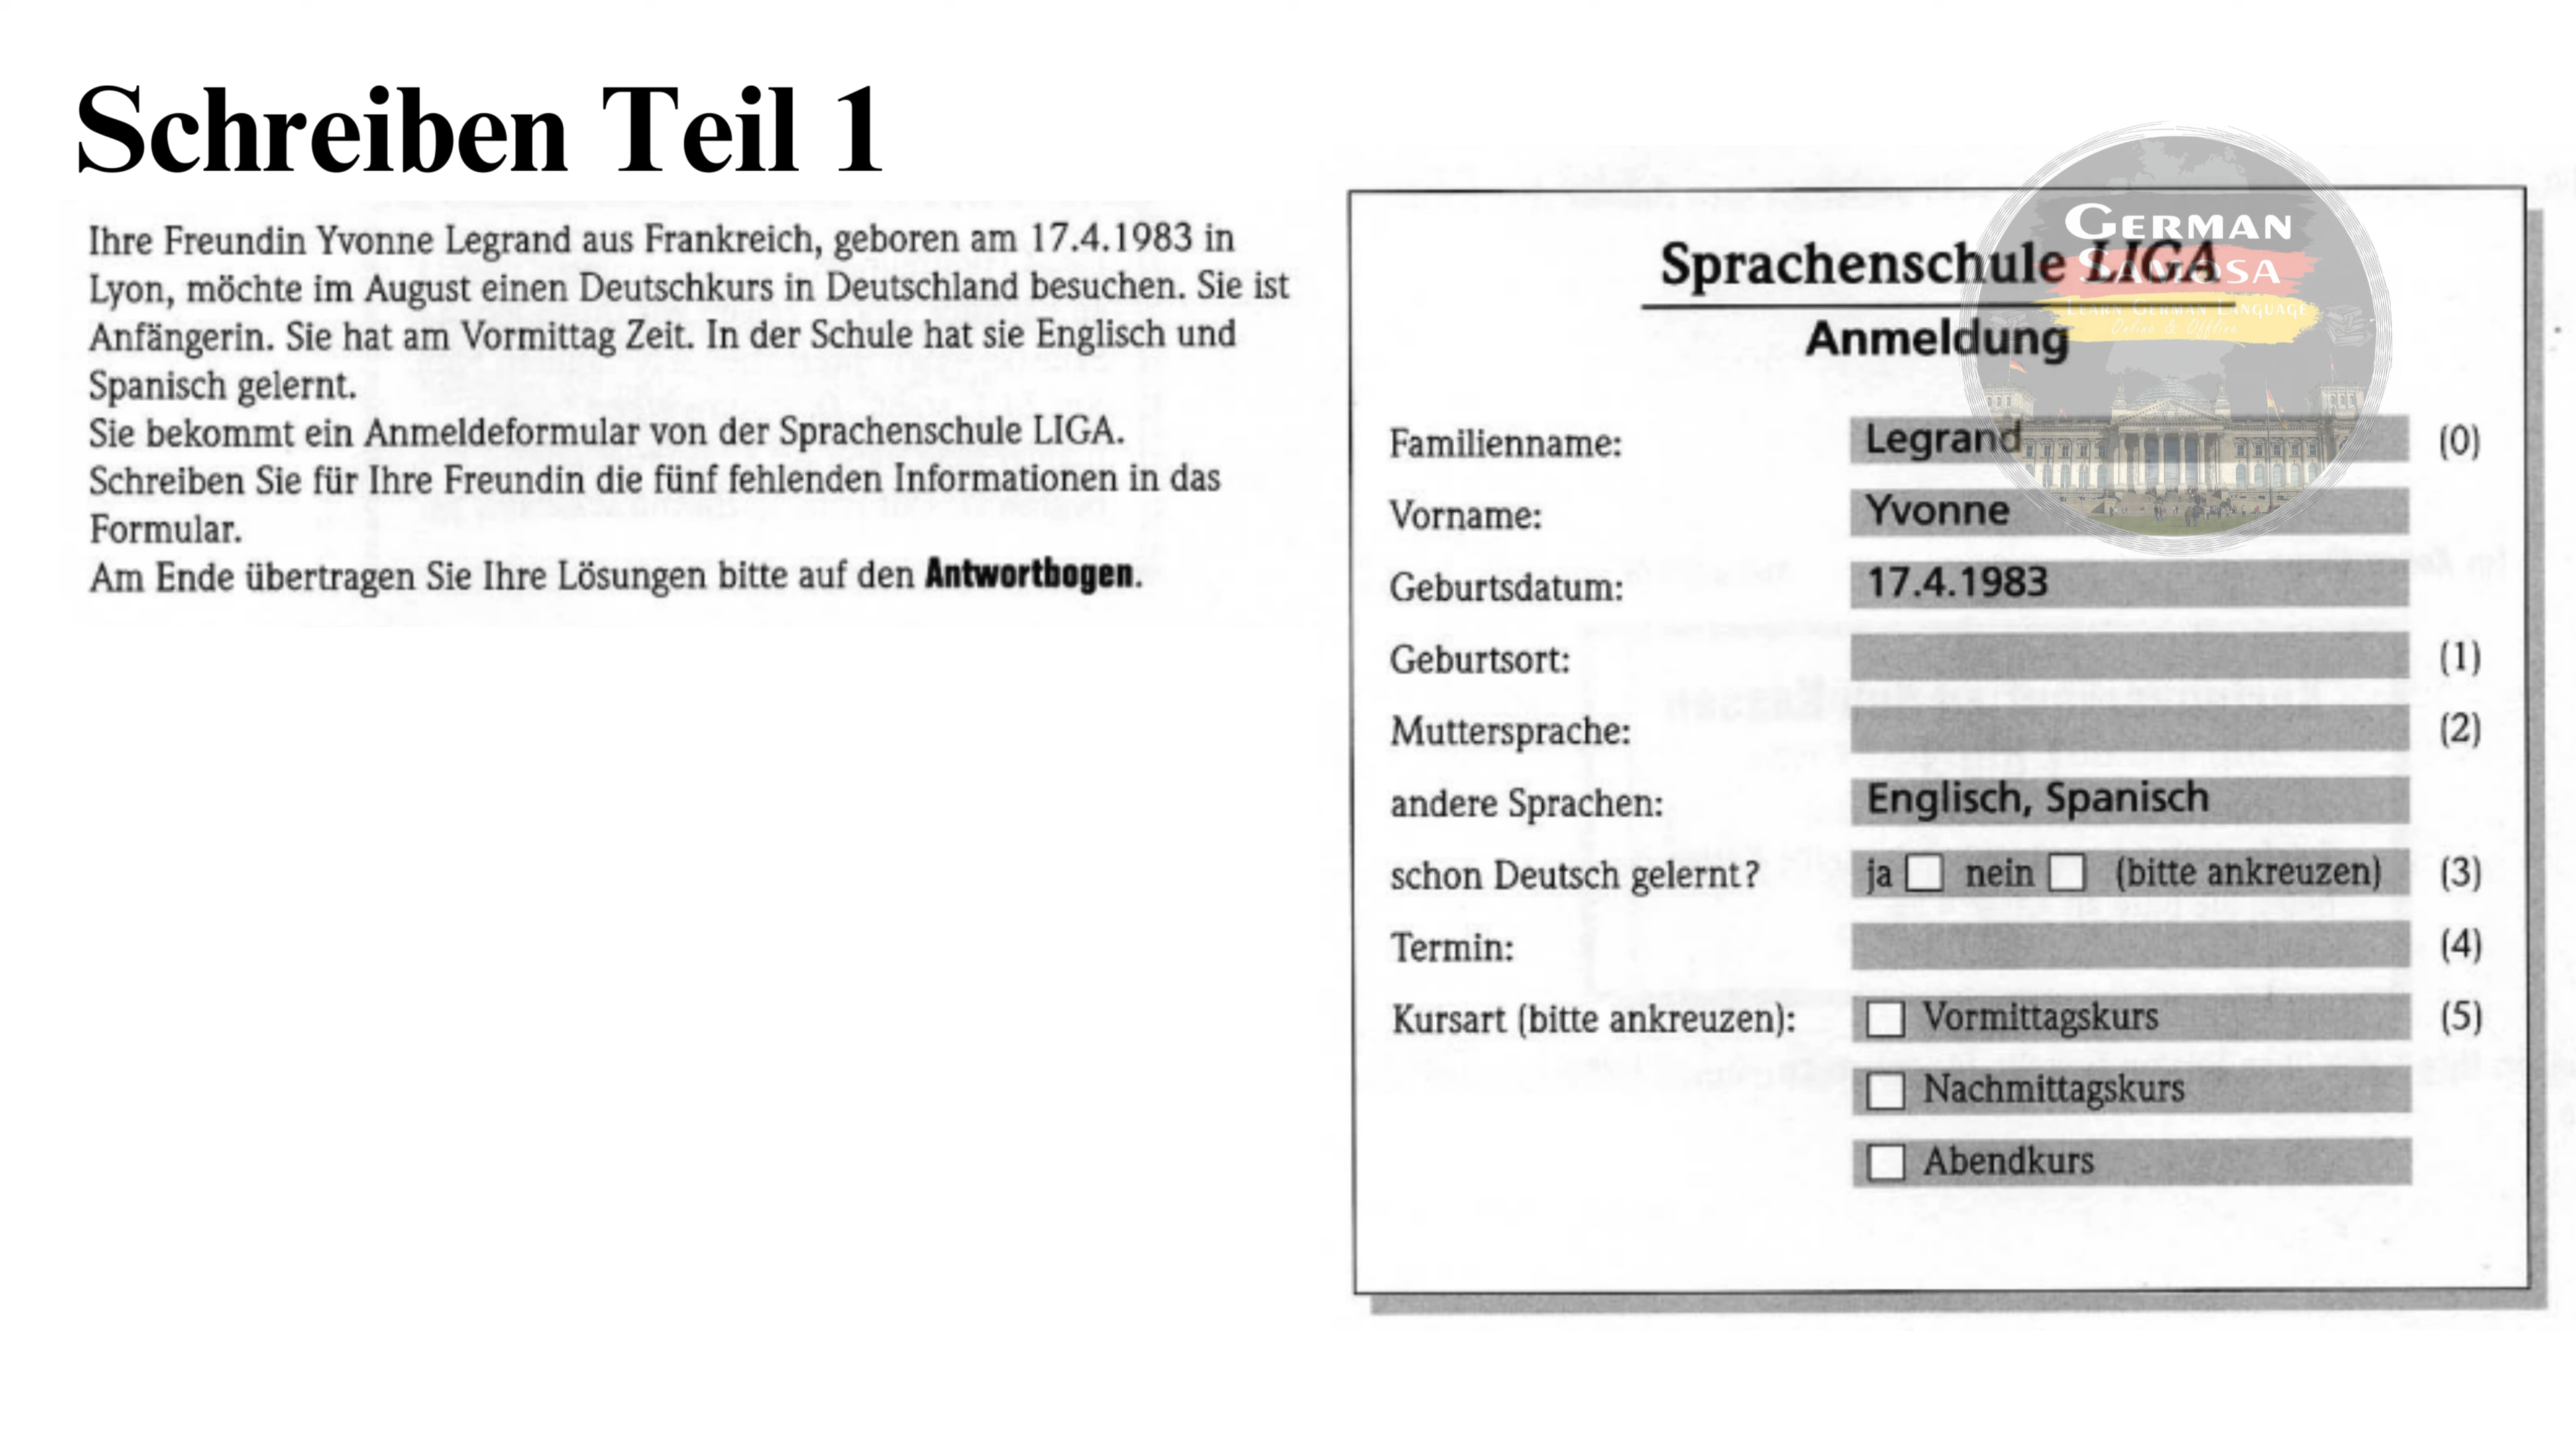 Schreiben Teil 1
Ihre Freundin Yvonne Legrand aus Frankreich, geboren am 17.4.1983 in
Lyon, möchte im August einen Deutschkurs in Deutschland besuchen. Sie ist
Anfängerin. Sie hat am Vormittag Zeit. In der Schule hat sie Englisch und
Spanisch gelernt.
Sie bekommt ein Anmeldeformular von der Sprachenschule LIGA.
Schreiben Sie für Ihre Freundin die fünf fehlenden Informationen in das
Formular.
Am Ende übertragen Sie Ihre Lösungen bitte auf den Antwortbogen.
Sprachenschule LIGA
Anmeldung
GERMAN
SAMOSA
LEARN GERMAN LANGUAGE
Online & Offline
Familienname: Legrand (0)
Vorname: Yvonne
Geburtsdatum: 17.4.1983
Geburtsort: (1)
Muttersprache: (2)
andere Sprachen: Englisch, Spanisch
schon Deutsch gelernt? ja nein (bitte ankreuzen) (3)
Termin: (4)
Kursart (bitte ankreuzen): Vormittagskurs (5)
Nachmittagskurs
Abendkurs